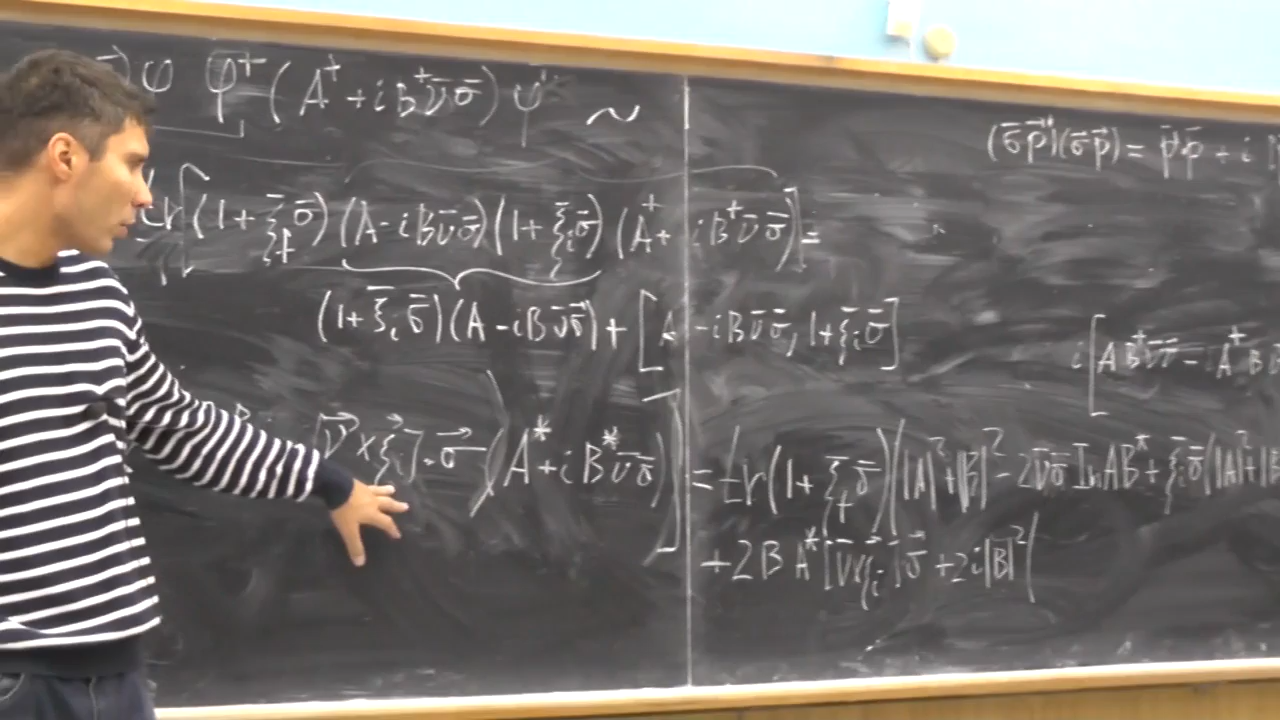 φ φ⁺ (A⁺ + iB⁺ν̄σ̄) φ' ~
tr[(1 + ξ̄_f σ̄)(A - iBν̄σ̄)(1 + ξ̄_i σ̄)(A⁺ + iB⁺ν̄σ̄)] =
(1 + ξ̄_i σ̄)(A - iBν̄σ̄) + [A - iBν̄σ̄, 1 + ξ̄_i σ̄]
[ν⃗ × ξ⃗_i]·σ⃗ (A* + iB*ν̄σ̄)] = tr(1 + ξ̄_f σ̄)(|A|² + |B|² - 2ν̄σ̄ Im AB* + ξ̄_i σ̄(|A|² + |B
+ 2BA*[ν⃗ × ξ⃗_i]σ⃗ + 2i|B|²(
(σ̄p̄')(σ̄p̄) = p̄'p̄ + i
i[AB⁺ν̄σ̄ - A⁺B